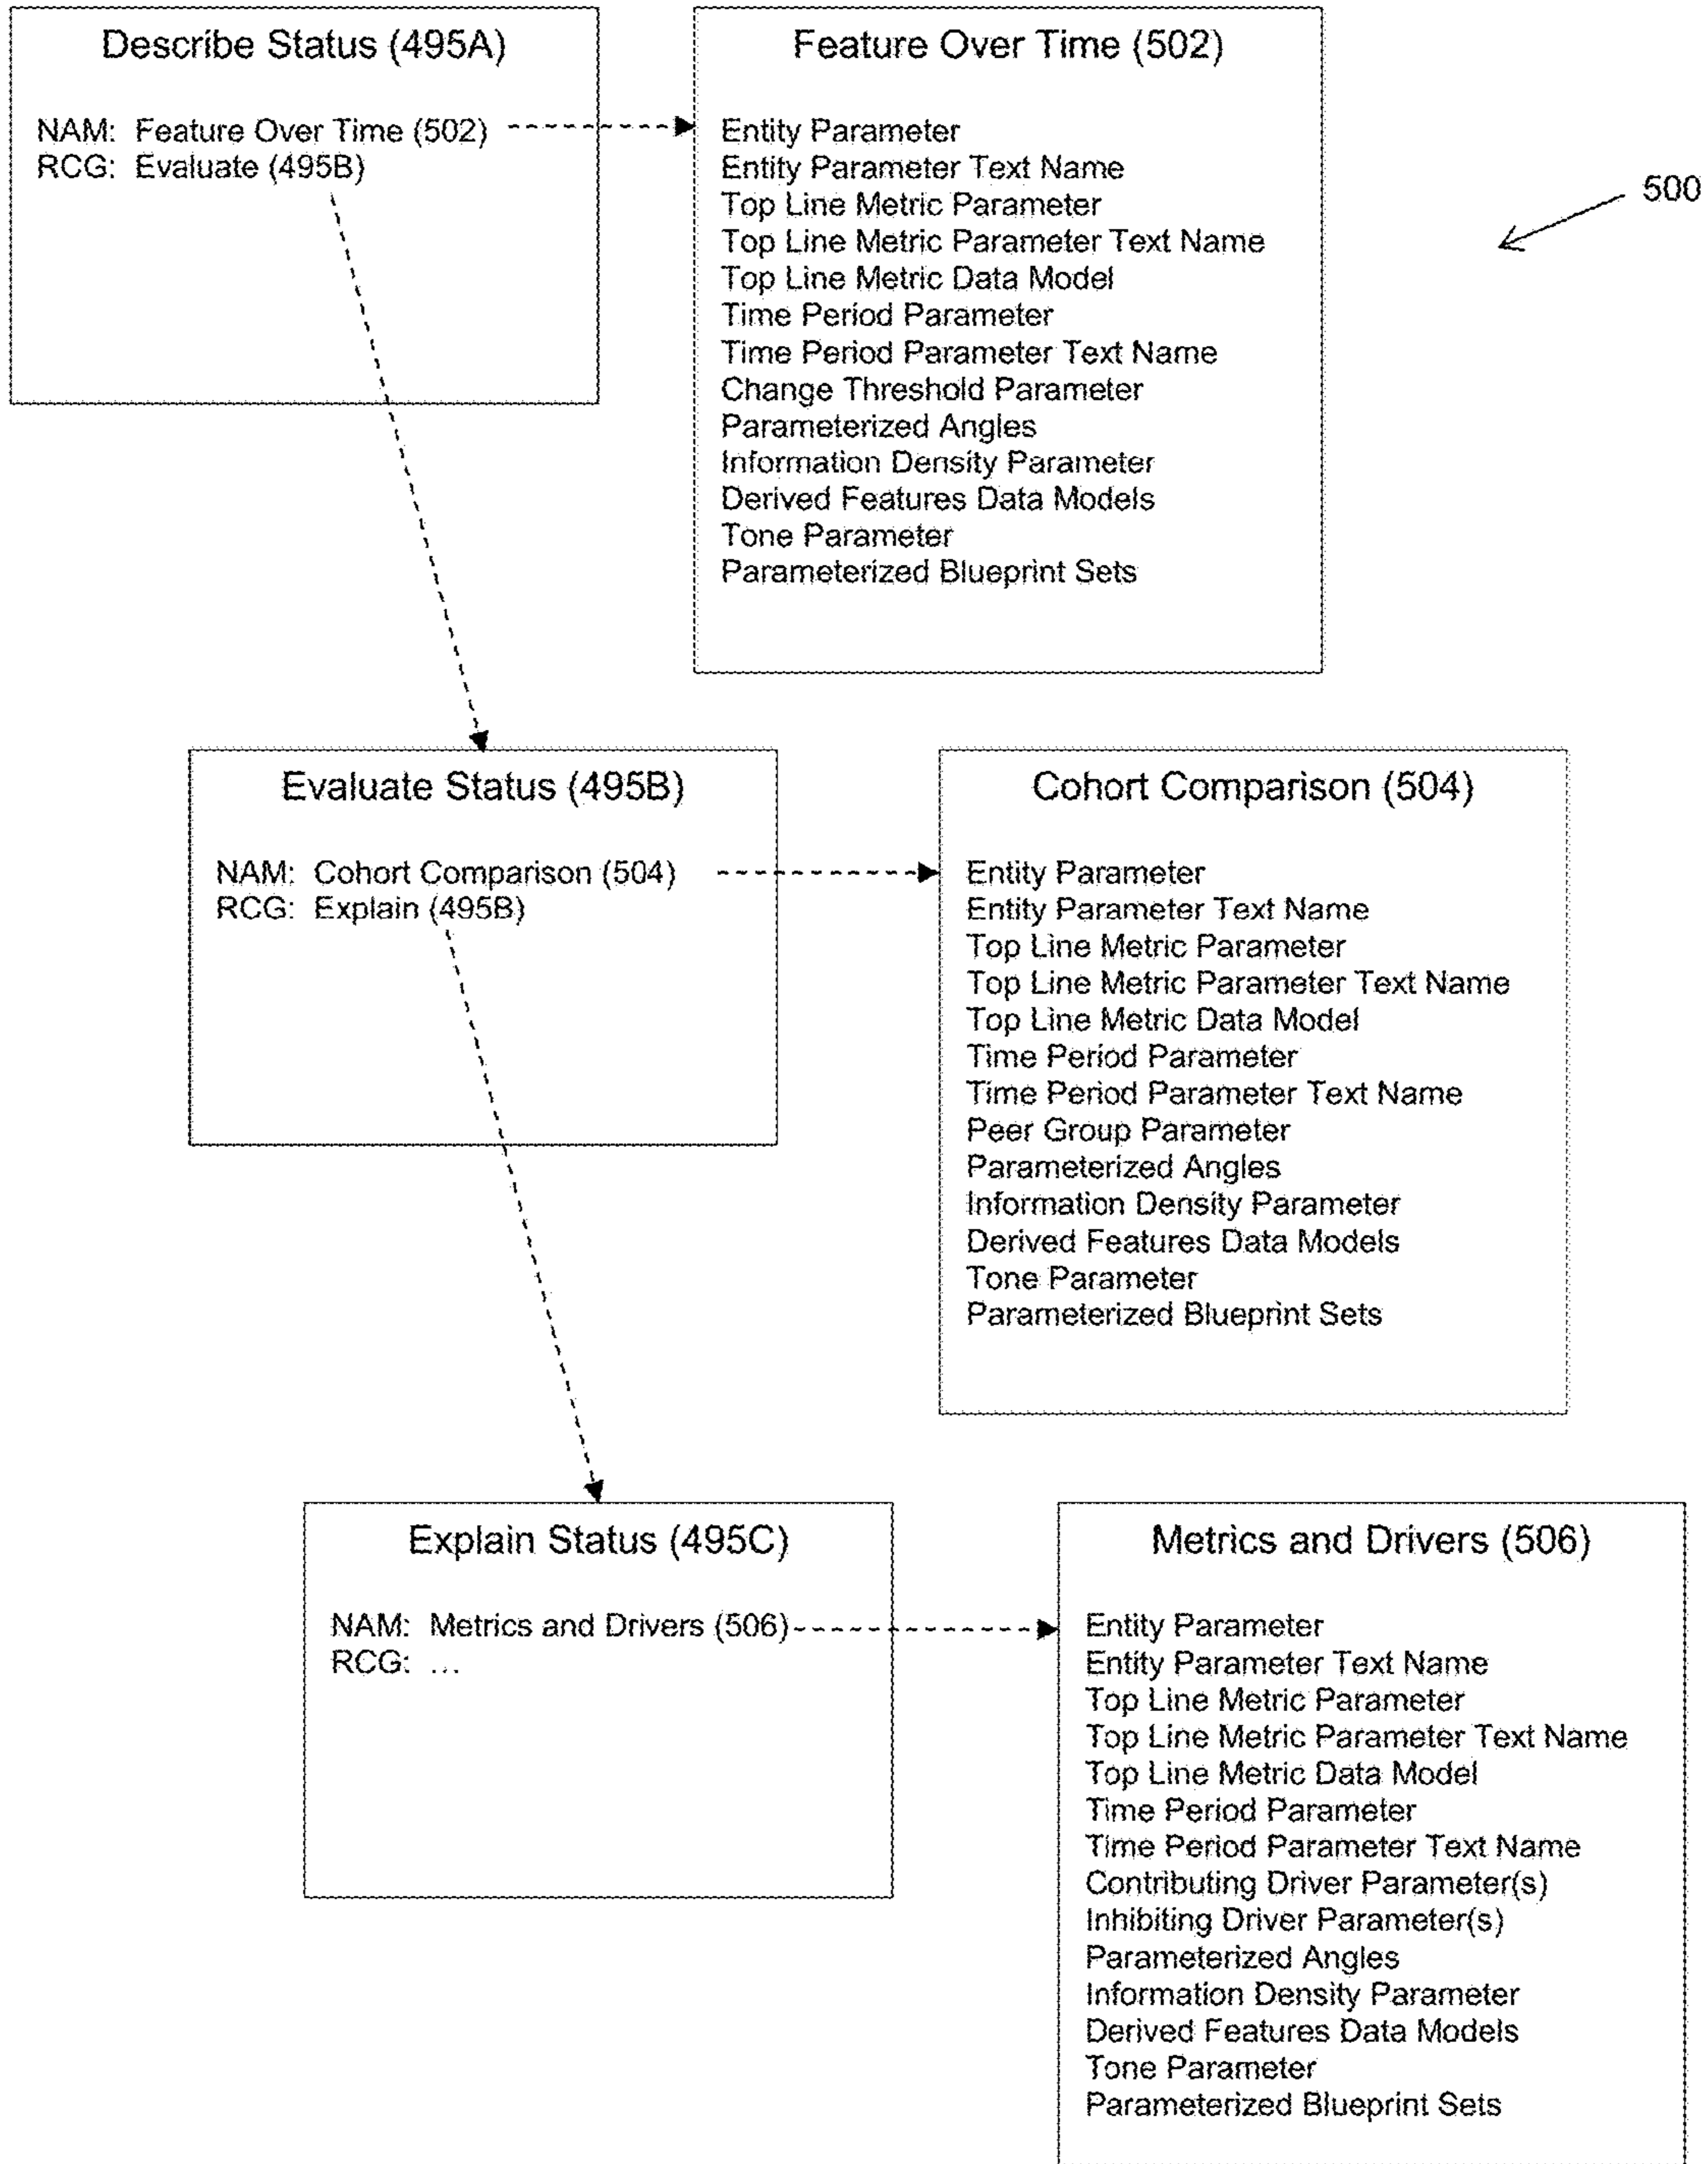 Describe Status (495A)
NAM: Feature Over Time (502)
RCG: Evaluate (495B)
Feature Over Time (502)
Entity Parameter
Entity Parameter Text Name
Top Line Metric Parameter
Top Line Metric Parameter Text Name
Top Line Metric Data Model
Time Period Parameter
Time Period Parameter Text Name
Change Threshold Parameter
Parameterized Angles
Information Density Parameter
Derived Features Data Models
Tone Parameter
Parameterized Blueprint Sets
500
Evaluate Status (495B)
NAM: Cohort Comparison (504)
RCG: Explain (495B)
Cohort Comparison (504)
Entity Parameter
Entity Parameter Text Name
Top Line Metric Parameter
Top Line Metric Parameter Text Name
Top Line Metric Data Model
Time Period Parameter
Time Period Parameter Text Name
Peer Group Parameter
Parameterized Angles
Information Density Parameter
Derived Features Data Models
Tone Parameter
Parameterized Blueprint Sets
Explain Status (495C)
NAM: Metrics and Drivers (506)
RCG: ...
Metrics and Drivers (506)
Entity Parameter
Entity Parameter Text Name
Top Line Metric Parameter
Top Line Metric Parameter Text Name
Top Line Metric Data Model
Time Period Parameter
Time Period Parameter Text Name
Contributing Driver Parameter(s)
Inhibiting Driver Parameter(s)
Parameterized Angles
Information Density Parameter
Derived Features Data Models
Tone Parameter
Parameterized Blueprint Sets